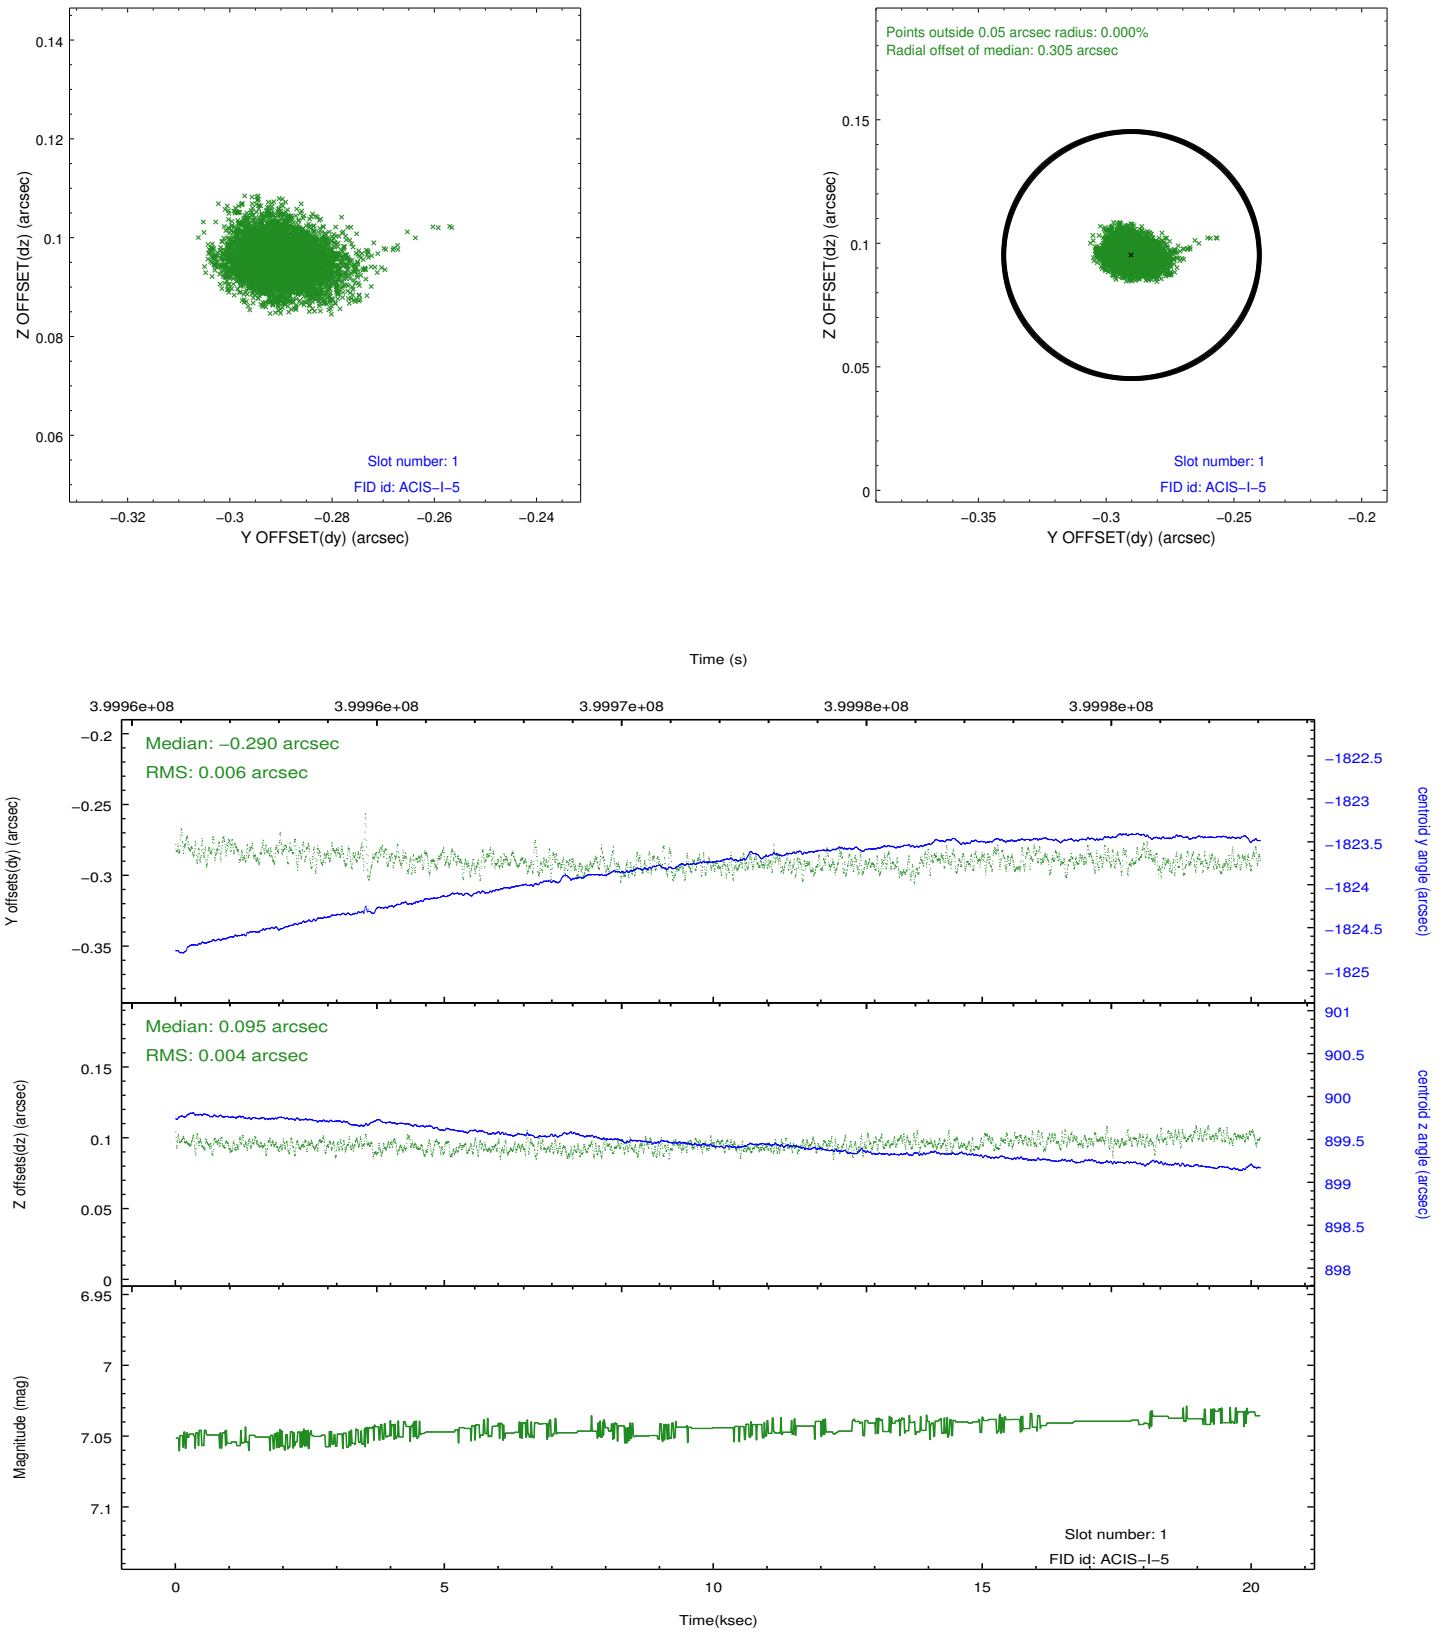 0.14
0.12
0.1
0.08
0.06
Z OFFSET(dz) (arcsec)
Slot number: 1
FID id: ACIS−I−5
−0.32
−0.3
−0.28
−0.26
−0.24
Y OFFSET(dy) (arcsec)
Points outside 0.05 arcsec radius: 0.000%
Radial offset of median: 0.305 arcsec
0.15
0.1
0.05
0
Z OFFSET(dz) (arcsec)
Slot number: 1
FID id: ACIS−I−5
−0.35
−0.3
−0.25
−0.2
Y OFFSET(dy) (arcsec)
Time (s)
3.9996e+08
3.9996e+08
3.9997e+08
3.9998e+08
3.9998e+08
Median: −0.290 arcsec
RMS: 0.006 arcsec
−0.2
−0.25
−0.3
−0.35
Y offsets(dy) (arcsec)
−1822.5
−1823
−1823.5
−1824
−1824.5
−1825
centroid y angle (arcsec)
Median: 0.095 arcsec
RMS: 0.004 arcsec
0.15
0.1
0.05
0
Z offsets(dz) (arcsec)
901
900.5
900
899.5
899
898.5
898
centroid z angle (arcsec)
6.95
7
7.05
7.1
Magnitude (mag)
Slot number: 1
FID id: ACIS−I−5
0
5
10
15
20
Time(ksec)